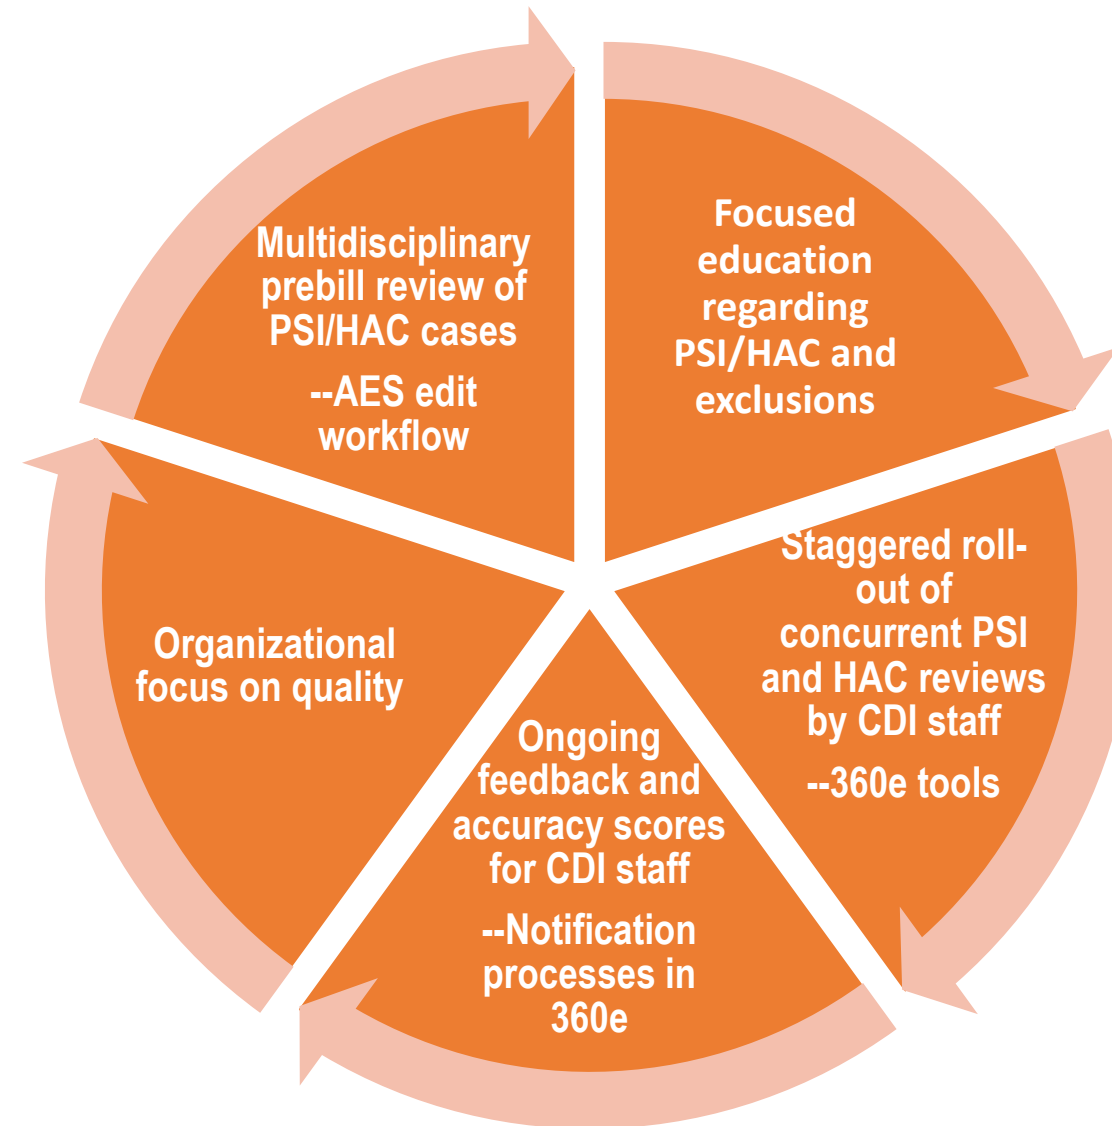 Multidisciplinary
prebill review of
PSI/HAC cases
--AES edit
workflow
Focused
education
regarding
PSI/HAC and
exclusions
Staggered roll-
out of
concurrent PSI
and HAC reviews
by CDI staff
--360e tools
Ongoing
feedback and
accuracy scores
for CDI staff
--Notification
processes in
360e
Organizational
focus on quality